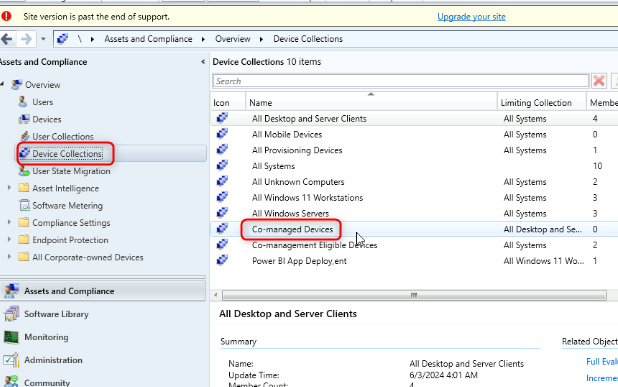 Site version is past the end of support. Upgrade your site
\ Assets and Compliance Overview Device Collections
Assets and Compliance
Overview
Users
Devices
User Collections
Device Collections
User State Migration
Asset Intelligence
Software Metering
Compliance Settings
Endpoint Protection
All Corporate-owned Devices
Assets and Compliance
Software Library
Monitoring
Administration
Community
Device Collections 10 items
Search
Icon Name Limiting Collection Membe
All Desktop and Server Clients All Systems 4
All Mobile Devices All Systems 0
All Provisioning Devices All Systems 1
All Systems 10
All Unknown Computers All Systems 2
All Windows 11 Workstations All Systems 3
All Windows Servers All Systems 3
Co-managed Devices All Desktop and Se... 0
Co-management Eligible Devices All Systems 2
Power BI App Deploy,ent All Windows 11 Wo... 1
All Desktop and Server Clients
Summary
Name: All Desktop and Server Clients
Update Time: 6/3/2024 4:01 AM
Member Count: 4
Related Object
Full Evalu
Increme